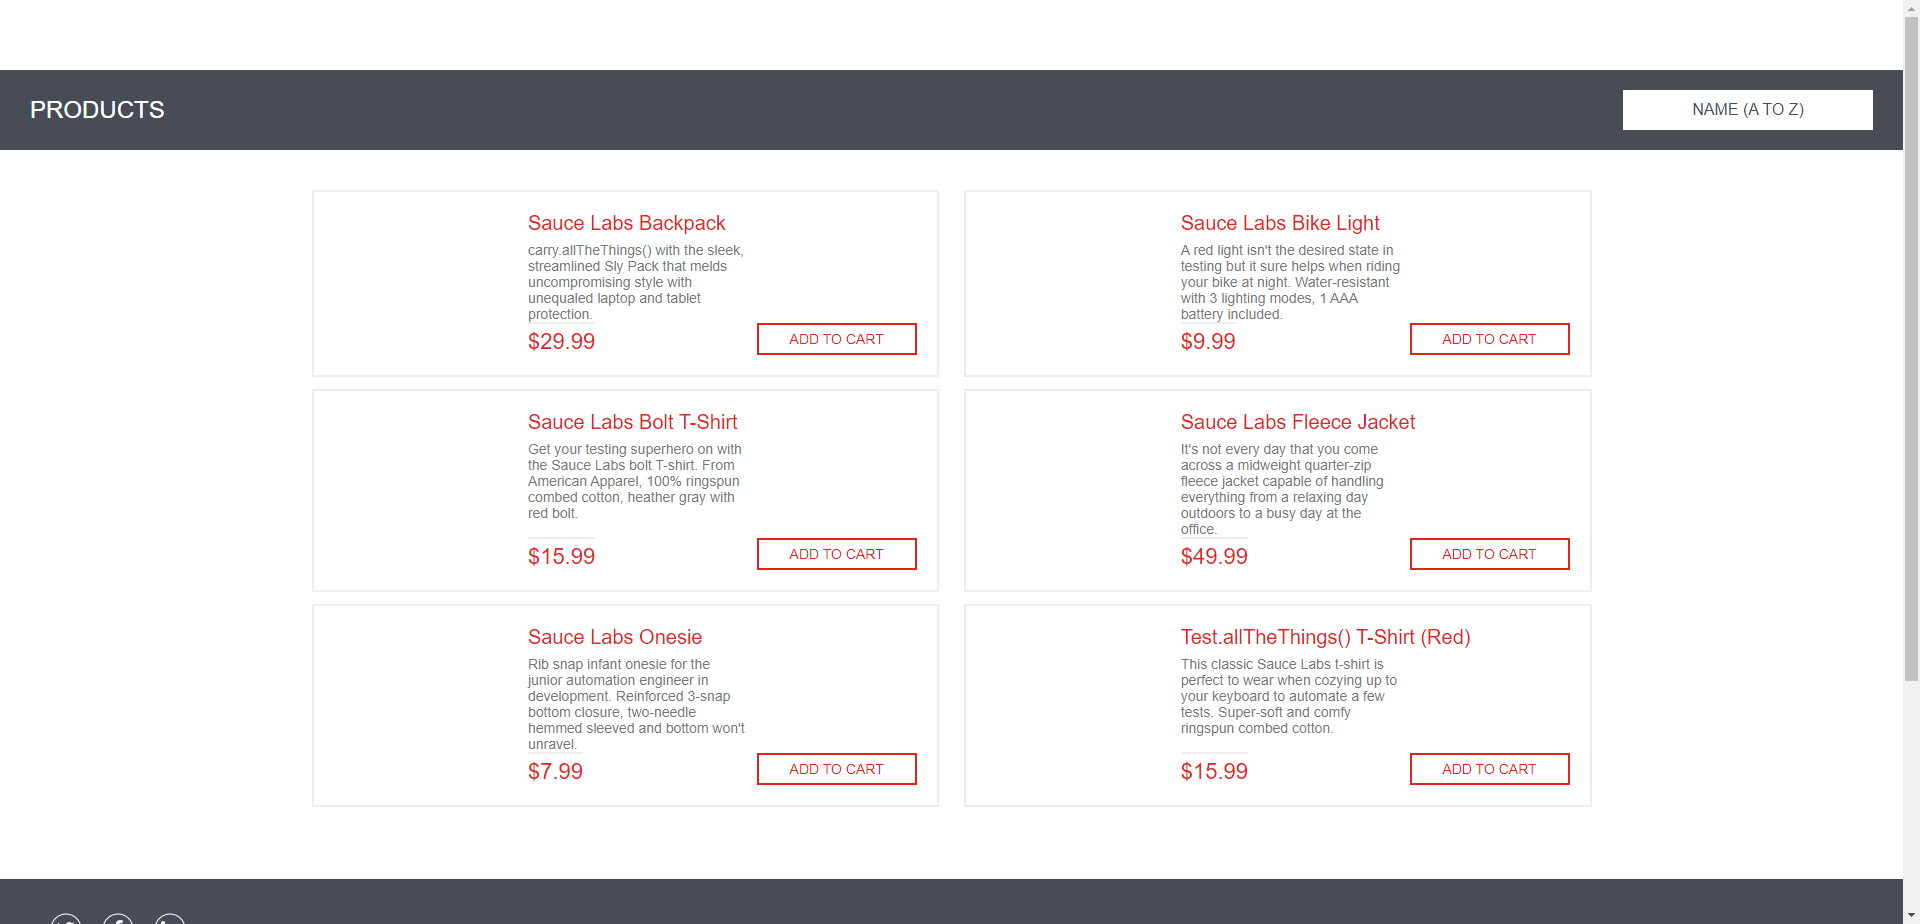 PRODUCTS
NAME (A TO Z)
Sauce Labs Backpack
carry.allTheThings() with the sleek,
streamlined Sly Pack that melds
uncompromising style with
unequaled laptop and tablet
protection.
$29.99
ADD TO CART
Sauce Labs Bike Light
A red light isn't the desired state in
testing but it sure helps when riding
your bike at night. Water-resistant
with 3 lighting modes, 1 AAA
battery included.
$9.99
ADD TO CART
Sauce Labs Bolt T-Shirt
Get your testing superhero on with
the Sauce Labs bolt T-shirt. From
American Apparel, 100% ringspun
combed cotton, heather gray with
red bolt.
$15.99
ADD TO CART
Sauce Labs Fleece Jacket
It's not every day that you come
across a midweight quarter-zip
fleece jacket capable of handling
everything from a relaxing day
outdoors to a busy day at the
office.
$49.99
ADD TO CART
Sauce Labs Onesie
Rib snap infant onesie for the
junior automation engineer in
development. Reinforced 3-snap
bottom closure, two-needle
hemmed sleeved and bottom won't
unravel.
$7.99
ADD TO CART
Test.allTheThings() T-Shirt (Red)
This classic Sauce Labs t-shirt is
perfect to wear when cozying up to
your keyboard to automate a few
tests. Super-soft and comfy
ringspun combed cotton.
$15.99
ADD TO CART